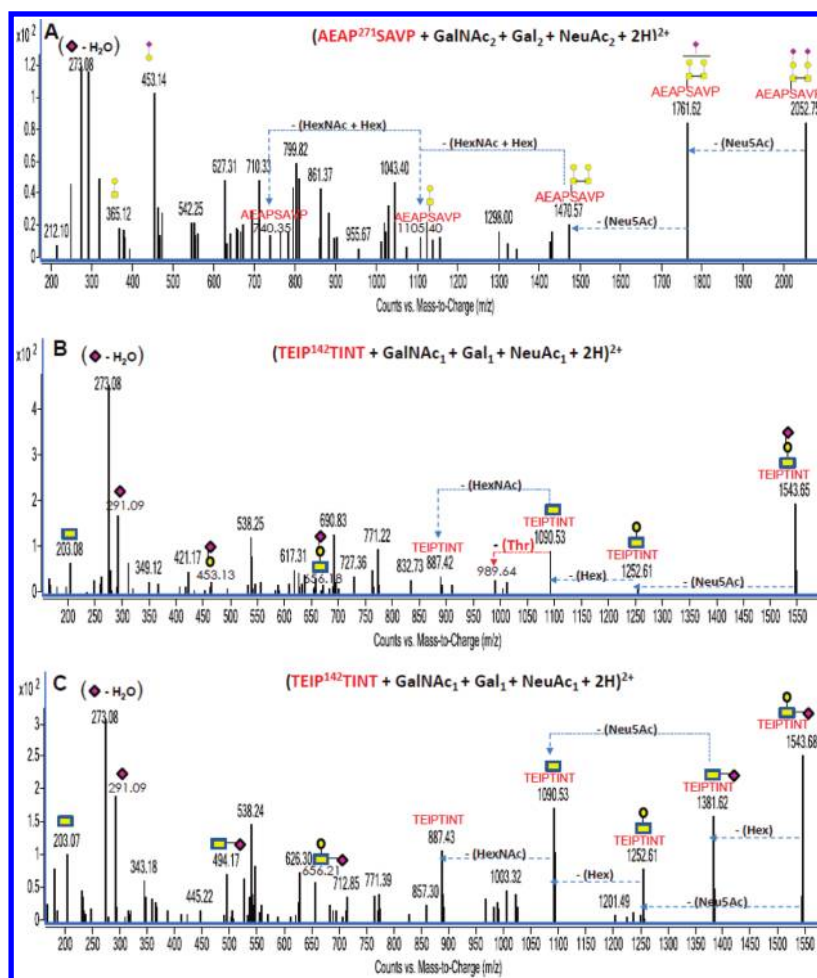 A
(◆ - H₂O)
(AEAP²⁷¹SAVP + GalNAC₂ + Gal₂ + NeuAC₂ + 2H)²⁺
x10²
1.2
1
0.8
0.6
0.4
0.2
0
273.08
453.14
AEAPSAVP
1761.62
AEAPSAVP
2052.75
- (HexNAc + Hex)
- (HexNAc + Hex)
- (Neu5Ac)
627.31
710.33
799.82
861.37
1043.40
AEAPSAVP
1470.57
- (Neu5Ac)
212.10
365.12
542.25
AEAPSAVP
740.35
955.67
AEAPSAVP
1105.40
1298.00
200 300 400 500 600 700 800 900 1000 1100 1200 1300 1400 1500 1600 1700 1800 1900 2000
Counts vs. Mass-to-Charge (m/z)
B
(◆ - H₂O)
(TEIP¹⁴²TINT + GalNAc₁ + Gal₁ + NeuAc₁ + 2H)²⁺
x10²
4
3
2
1
0
273.08
291.09
203.08
349.12
421.17
453.13
538.25
617.31
656.18
690.83
727.36
771.22
832.73
- (HexNAc)
TEIPTINT
887.42
- (Thr)
989.64
TEIPTINT
1090.53
- (Hex)
TEIPTINT
1252.61
- (Neu5Ac)
TEIPTINT
1543.65
200 250 300 350 400 450 500 550 600 650 700 750 800 850 900 950 1000 1050 1100 1150 1200 1250 1300 1350 1400 1450 1500 1550
Counts vs. Mass-to-Charge (m/z)
C
(◆ - H₂O)
(TEIP¹⁴²TINT + GalNAc₁ + Gal₁ + NeuAc₁ + 2H)²⁺
x10²
3
2.5
2
1.5
1
0.5
0
273.08
291.09
203.07
343.18
445.22
494.17
538.24
626.30
656.21
712.85
771.39
857.30
TEIPTINT
887.43
- (HexNAc)
1003.32
TEIPTINT
1090.53
- (Neu5Ac)
- (Hex)
1201.49
TEIPTINT
1252.61
TEIPTINT
1381.62
- (Hex)
- (Neu5Ac)
TEIPTINT
1543.68
200 250 300 350 400 450 500 550 600 650 700 750 800 850 900 950 1000 1050 1100 1150 1200 1250 1300 1350 1400 1450 1500 1550
Counts vs. Mass-to-Charge (m/z)